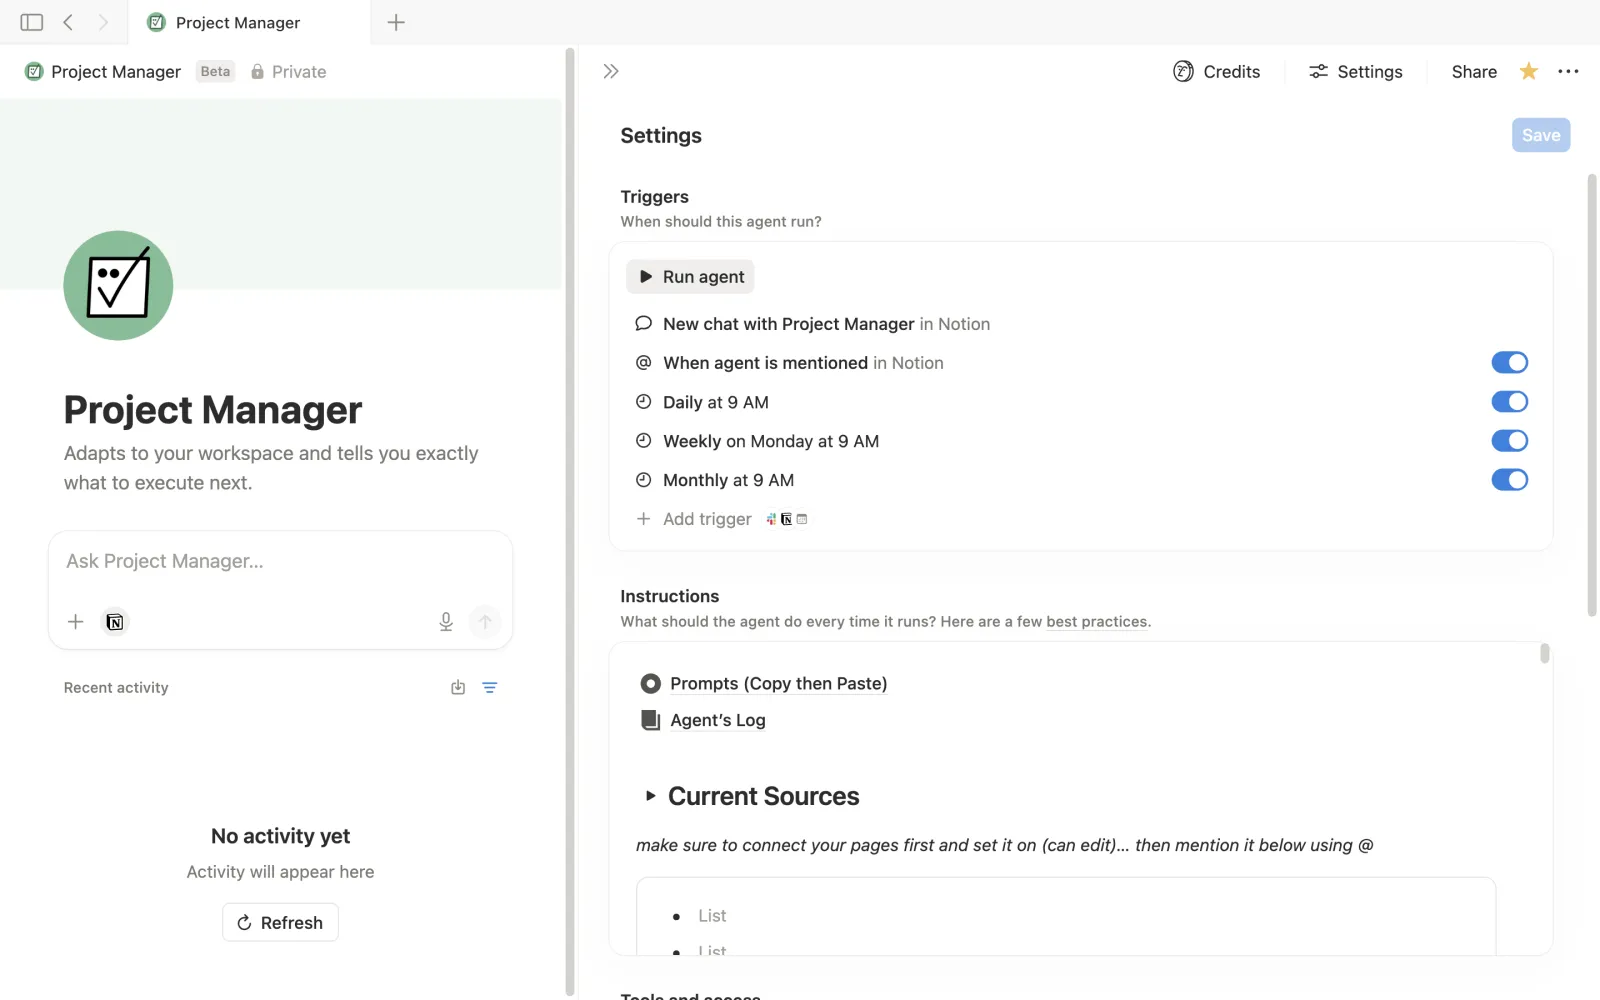 Project Manager
Project Manager Beta Private
Credits Settings Share
Project Manager
Adapts to your workspace and tells you exactly
what to execute next.
Ask Project Manager...
Recent activity
No activity yet
Activity will appear here
Refresh
Settings
Save
Triggers
When should this agent run?
Run agent
New chat with Project Manager in Notion
@ When agent is mentioned in Notion
Daily at 9 AM
Weekly on Monday at 9 AM
Monthly at 9 AM
Add trigger
Instructions
What should the agent do every time it runs? Here are a few best practices.
Prompts (Copy then Paste)
Agent's Log
Current Sources
make sure to connect your pages first and set it on (can edit)... then mention it below using @
• List
• List
Tools and access